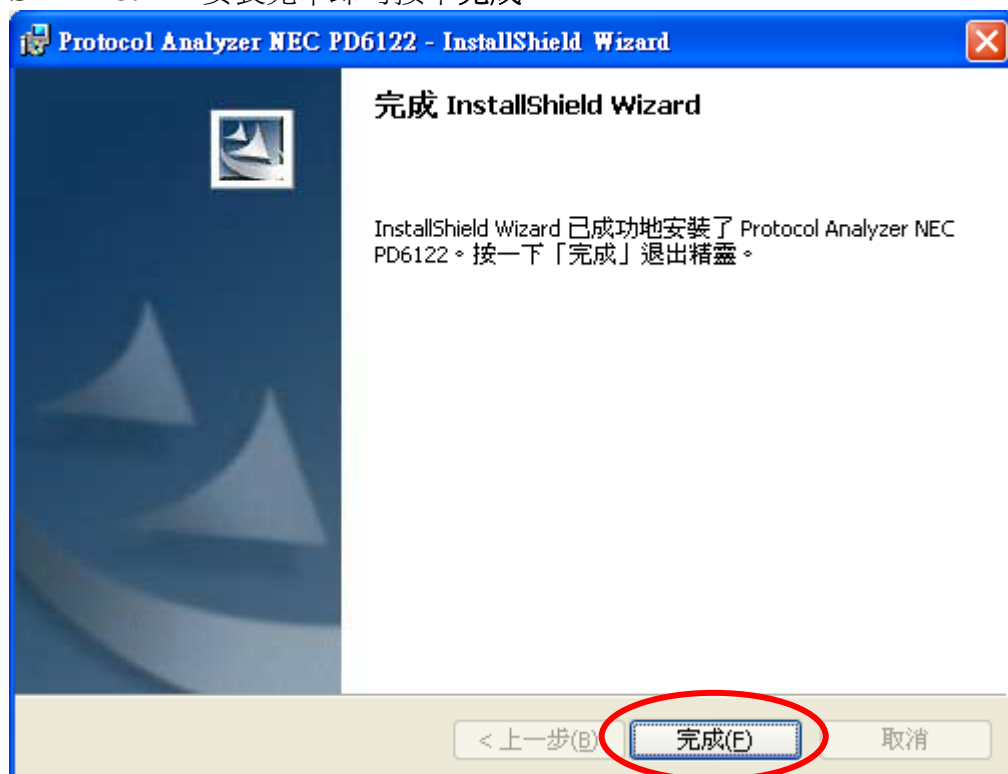 Protocol Analyzer NEC PD6122 - InstallShield Wizard
完成 InstallShield Wizard
InstallShield Wizard 已成功地安裝了 Protocol Analyzer NEC
PD6122。按一下「完成」退出精靈。
<上一步(B)
完成(F)
取消